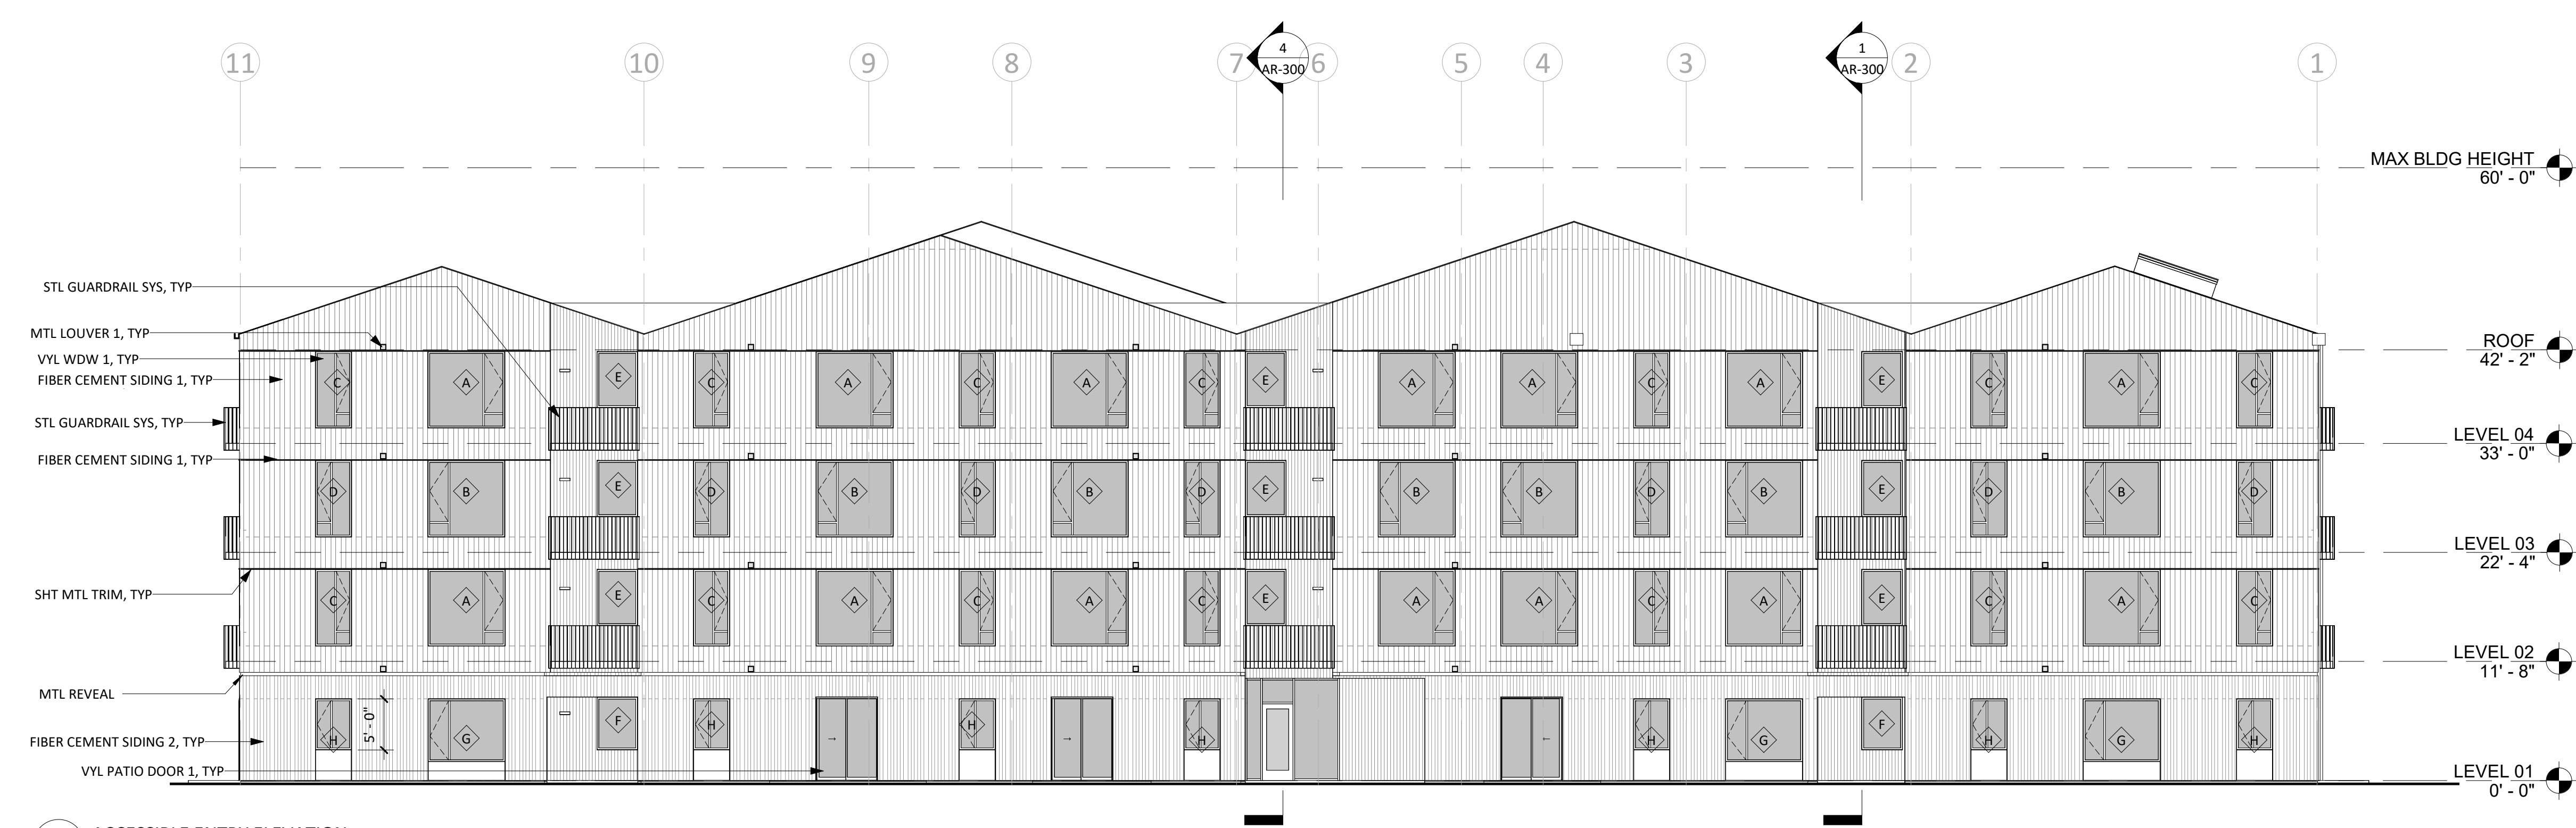 11 10 9 8 7 6 5 4 3 2 1
4
AR-300
1
AR-300
MAX BLDG HEIGHT
60' - 0"
STL GUARDRAIL SYS, TYP
MTL LOUVER 1, TYP
VYL WDW 1, TYP
FIBER CEMENT SIDING 1, TYP
STL GUARDRAIL SYS, TYP
FIBER CEMENT SIDING 1, TYP
SHT MTL TRIM, TYP
MTL REVEAL
FIBER CEMENT SIDING 2, TYP
VYL PATIO DOOR 1, TYP
ROOF
42' - 2"
C A E C A C A C E A A C A E C A C
LEVEL 04
33' - 0"
D B E D B D B D E B B D B E D B D
LEVEL 03
22' - 4"
C A E C A C A C E A A C A E C A C
LEVEL 02
11' - 8"
H 5' - 0" G F H H H H G F H G H
LEVEL 01
0' - 0"